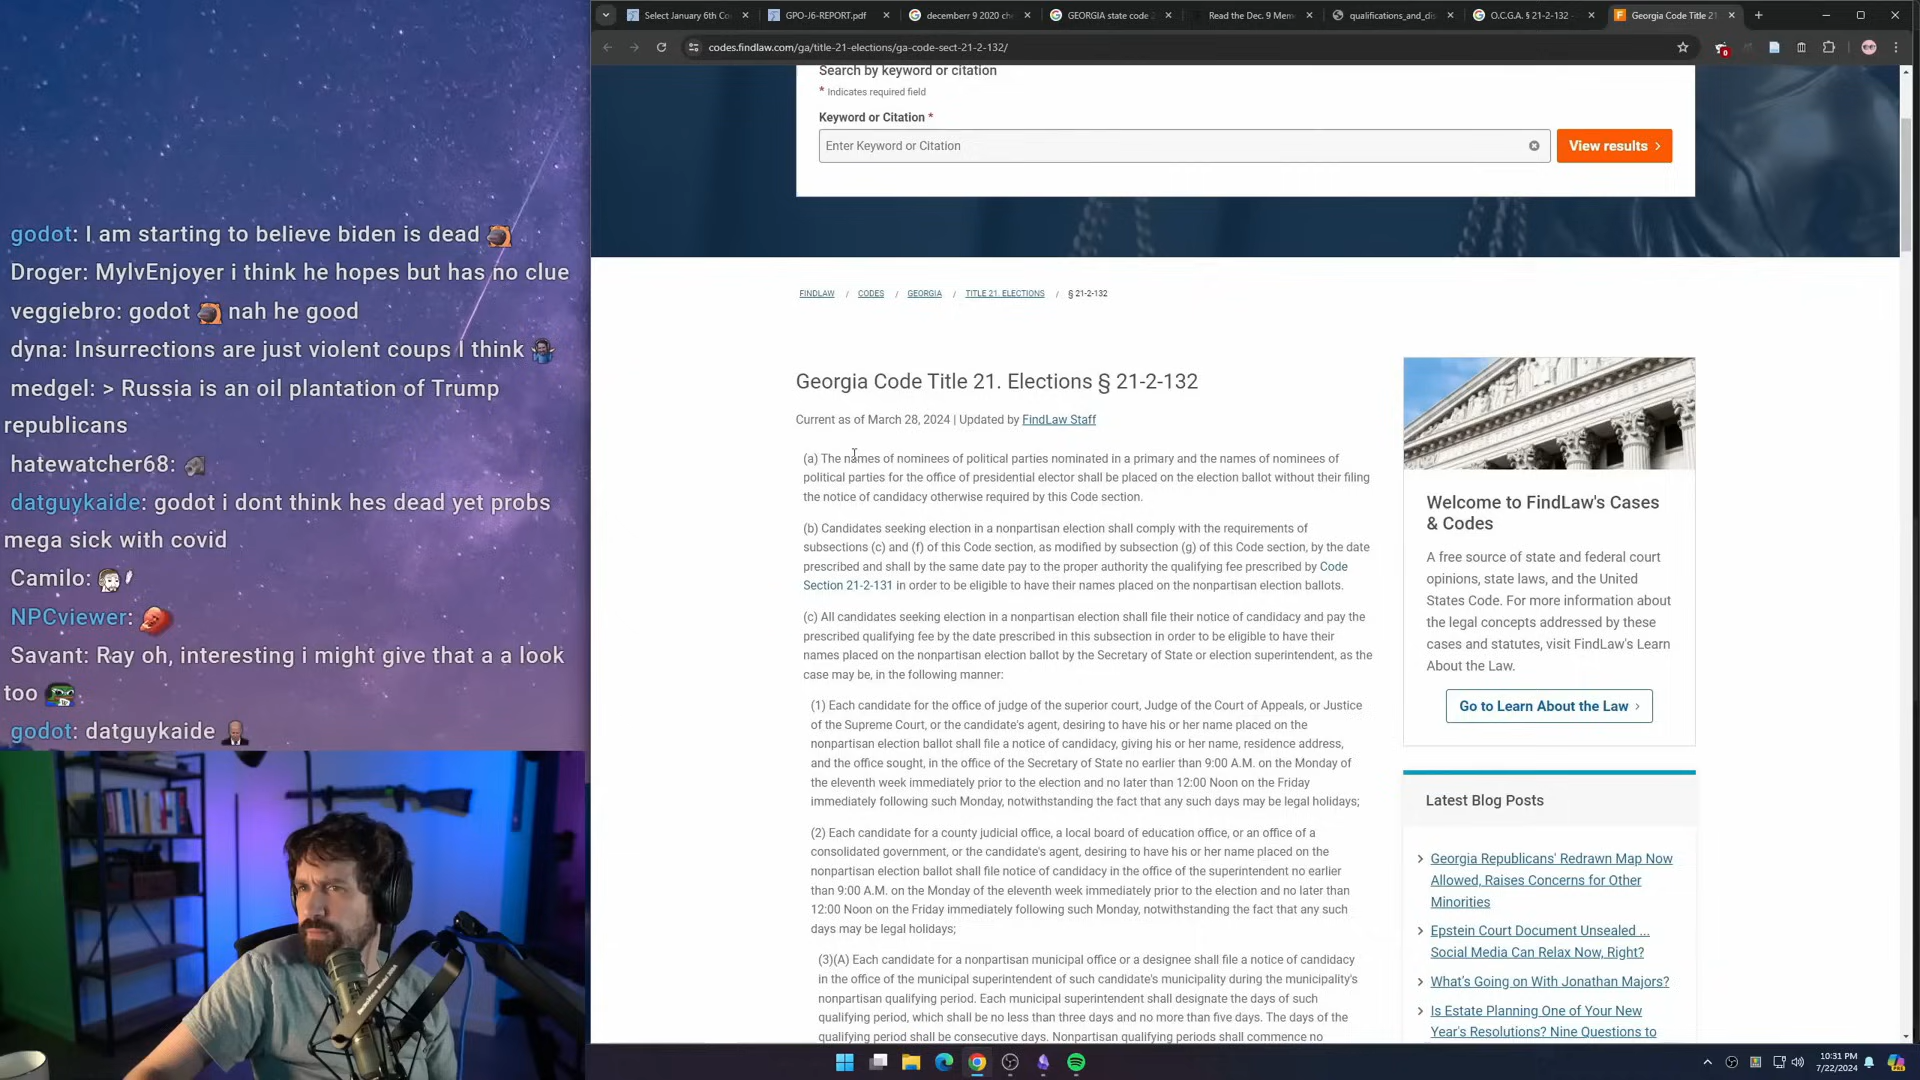 Select January 6th Co
GPO-J6-REPORT.pdf
decemberr 9 2020 che
GEORGIA state code 2
Read the Dec. 9 Mem
qualifications_and_dis
O.C.G.A. § 21-2-132 -
Georgia Code Title 21
codes.findlaw.com/ga/title-21-elections/ga-code-sect-21-2-132/
Search by keyword or citation
* Indicates required field
Keyword or Citation *
Enter Keyword or Citation
View results
FINDLAW / CODES / GEORGIA / TITLE 21. ELECTIONS / § 21-2-132
Georgia Code Title 21. Elections § 21-2-132
Current as of March 28, 2024 | Updated by FindLaw Staff
(a) The names of nominees of political parties nominated in a primary and the names of nominees of
political parties for the office of presidential elector shall be placed on the election ballot without their filing
the notice of candidacy otherwise required by this Code section.
(b) Candidates seeking election in a nonpartisan election shall comply with the requirements of
subsections (c) and (f) of this Code section, as modified by subsection (g) of this Code section, by the date
prescribed and shall by the same date pay to the proper authority the qualifying fee prescribed by Code
Section 21-2-131 in order to be eligible to have their names placed on the nonpartisan election ballots.
(c) All candidates seeking election in a nonpartisan election shall file their notice of candidacy and pay the
prescribed qualifying fee by the date prescribed in this subsection in order to be eligible to have their
names placed on the nonpartisan election ballot by the Secretary of State or election superintendent, as the
case may be, in the following manner:
(1) Each candidate for the office of judge of the superior court, Judge of the Court of Appeals, or Justice
of the Supreme Court, or the candidate's agent, desiring to have his or her name placed on the
nonpartisan election ballot shall file a notice of candidacy, giving his or her name, residence address,
and the office sought, in the office of the Secretary of State no earlier than 9:00 A.M. on the Monday of
the eleventh week immediately prior to the election and no later than 12:00 Noon on the Friday
immediately following such Monday, notwithstanding the fact that any such days may be legal holidays;
(2) Each candidate for a county judicial office, a local board of education office, or an office of a
consolidated government, or the candidate's agent, desiring to have his or her name placed on the
nonpartisan election ballot shall file notice of candidacy in the office of the superintendent no earlier
than 9:00 A.M. on the Monday of the eleventh week immediately prior to the election and no later than
12:00 Noon on the Friday immediately following such Monday, notwithstanding the fact that any such
days may be legal holidays;
(3)(A) Each candidate for a nonpartisan municipal office or a designee shall file a notice of candidacy
in the office of the municipal superintendent of such candidate's municipality during the municipality's
nonpartisan qualifying period. Each municipal superintendent shall designate the days of such
qualifying period, which shall be no less than three days and no more than five days. The days of the
qualifying period shall be consecutive days. Nonpartisan qualifying periods shall commence no
Welcome to FindLaw's Cases
& Codes
A free source of state and federal court
opinions, state laws, and the United
States Code. For more information about
the legal concepts addressed by these
cases and statutes, visit FindLaw's Learn
About the Law.
Go to Learn About the Law
Latest Blog Posts
Georgia Republicans' Redrawn Map Now
Allowed, Raises Concerns for Other
Minorities
Epstein Court Document Unsealed ...
Social Media Can Relax Now, Right?
What's Going on With Jonathan Majors?
Is Estate Planning One of Your New
Year's Resolutions? Nine Questions to
godot: I am starting to believe biden is dead
Droger: MylvEnjoyer i think he hopes but has no clue
veggiebro: godot nah he good
dyna: Insurrections are just violent coups I think
medgel: > Russia is an oil plantation of Trump
republicans
hatewatcher68:
datguykaide: godot i dont think hes dead yet probs
mega sick with covid
Camilo:
NPCviewer:
Savant: Ray oh, interesting i might give that a a look
too
godot: datguykaide
10:31 PM
7/22/2024